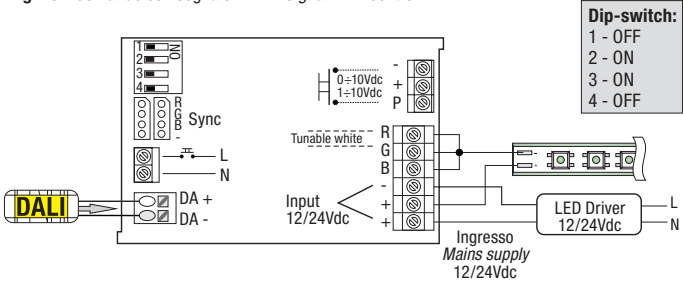 Dip-switch:
1 - OFF
2 - ON
3 - ON
4 - OFF
1
2
3
4
ON
R
G
B
-
Sync
L
N
DALI
DA +
DA -
0÷10Vdc
1÷10Vdc
-
+
P
Tunable white
R
G
B
-
+
+
Input
12/24Vdc
- 
-
LED Driver
12/24Vdc
L
N
Ingresso
Mains supply
12/24Vdc